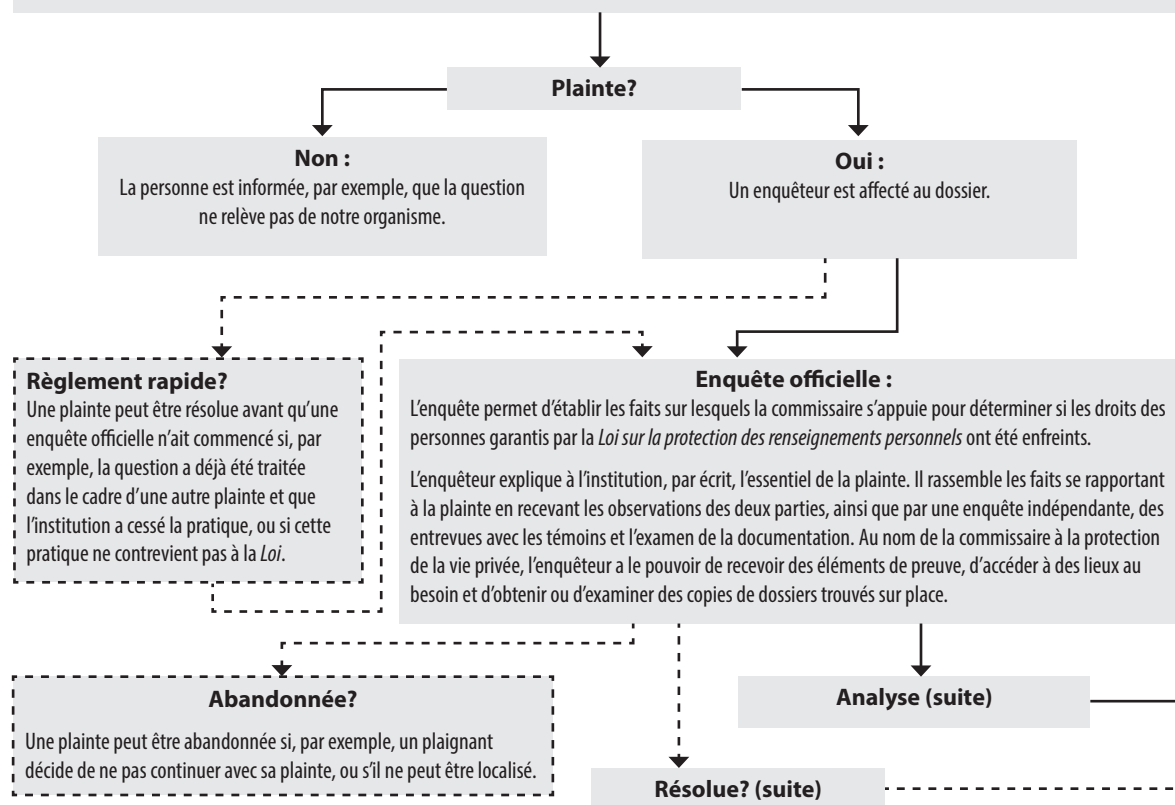 Plainte?
Non :
La personne est informée, par exemple, que la question
ne relève pas de notre organisme.
Oui :
Un enquêteur est affecté au dossier.
Règlement rapide?
Une plainte peut être résolue avant qu'une
enquête officielle n'ait commencé si, par
exemple, la question a déjà été traitée
dans le cadre d'une autre plainte et que
l'institution a cessé la pratique, ou si cette
pratique ne contrevient pas à la Loi.
Enquête officielle :
L'enquête permet d'établir les faits sur lesquels la commissaire s'appuie pour déterminer si les droits des
personnes garantis par la Loi sur la protection des renseignements personnels ont été enfreints.
L'enquêteur explique à l'institution, par écrit, l'essentiel de la plainte. Il rassemble les faits se rapportant
à la plainte en recevant les observations des deux parties, ainsi que par une enquête indépendante, des
entrevues avec les témoins et l'examen de la documentation. Au nom de la commissaire à la protection
de la vie privée, l'enquêteur a le pouvoir de recevoir des éléments de preuve, d'accéder à des lieux au
besoin et d'obtenir ou d'examiner des copies de dossiers trouvés sur place.
Abandonnée?
Une plainte peut être abandonnée si, par exemple, un plaignant
décide de ne pas continuer avec sa plainte, ou s'il ne peut être localisé.
Analyse (suite)
Résolue? (suite)